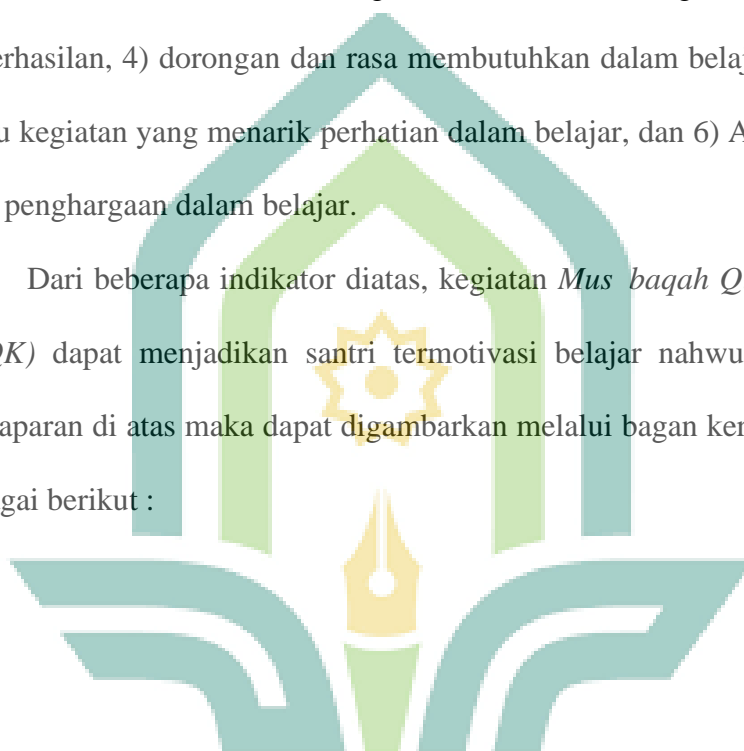 erhasilan, 4) dorongan dan rasa membutuhkan dalam belaj
u kegiatan yang menarik perhatian dalam belajar, dan 6) A
penghargaan dalam belajar.
Dari beberapa indikator diatas, kegiatan Mus baqah Q
QK) dapat menjadikan santri termotivasi belajar nahwu
aparan di atas maka dapat digambarkan melalui bagan ker
gai berikut :